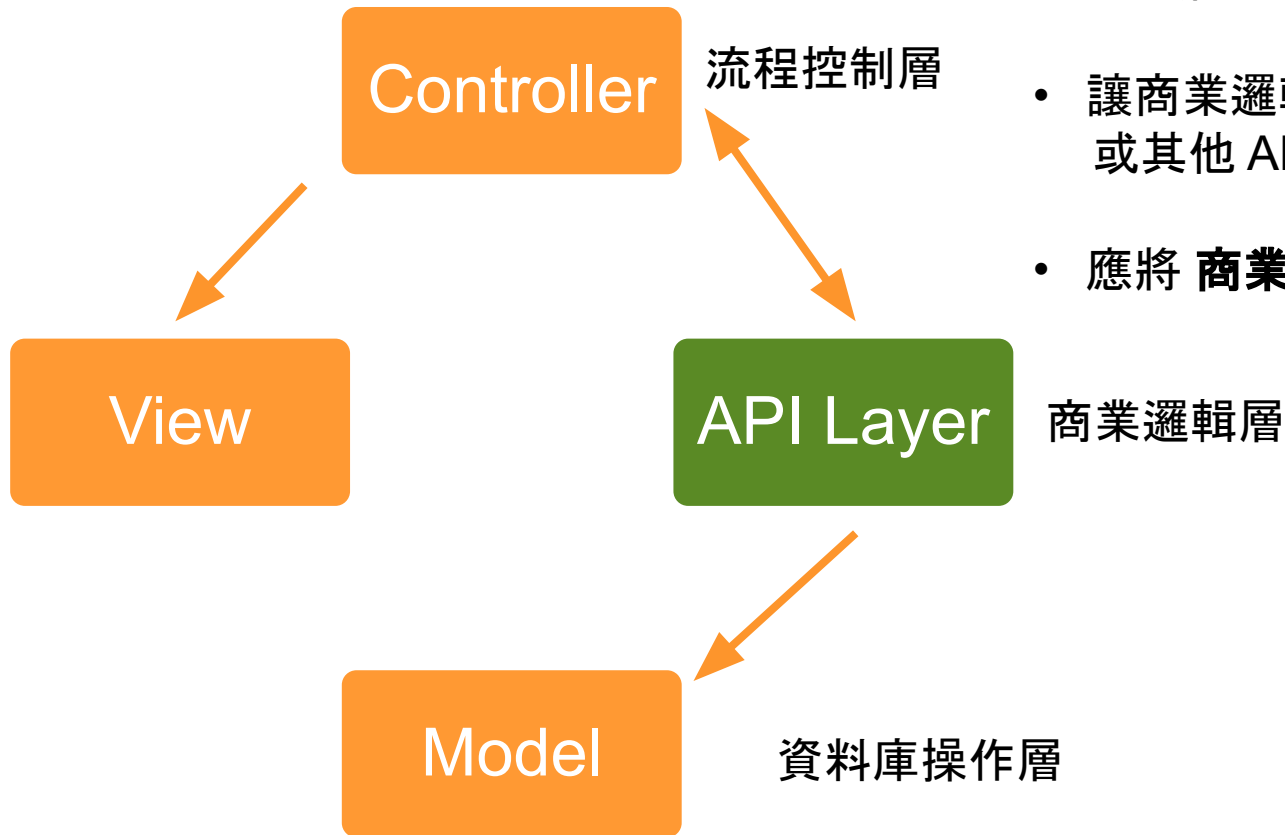 Controller
流程控制層
• 讓商業邏
或其他 A
• 應將 商業
View
API Layer
商業邏輯層
Model
資料庫操作層